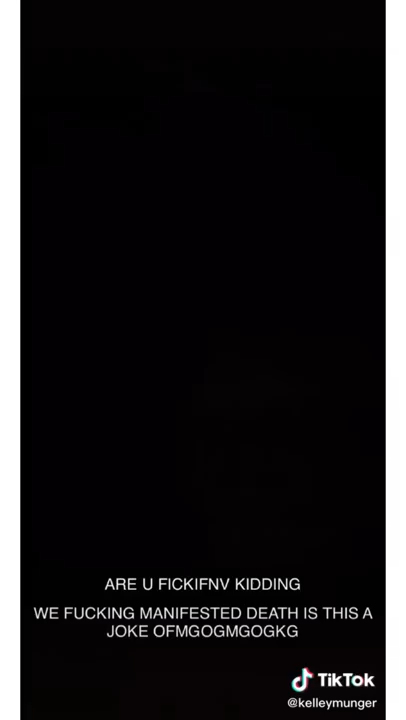 ARE U FICKIFNV KIDDING
WE FUCKING MANIFESTED DEATH IS THIS A
JOKE OFMGOGMGOGKG
TikTok
@kelleymunger